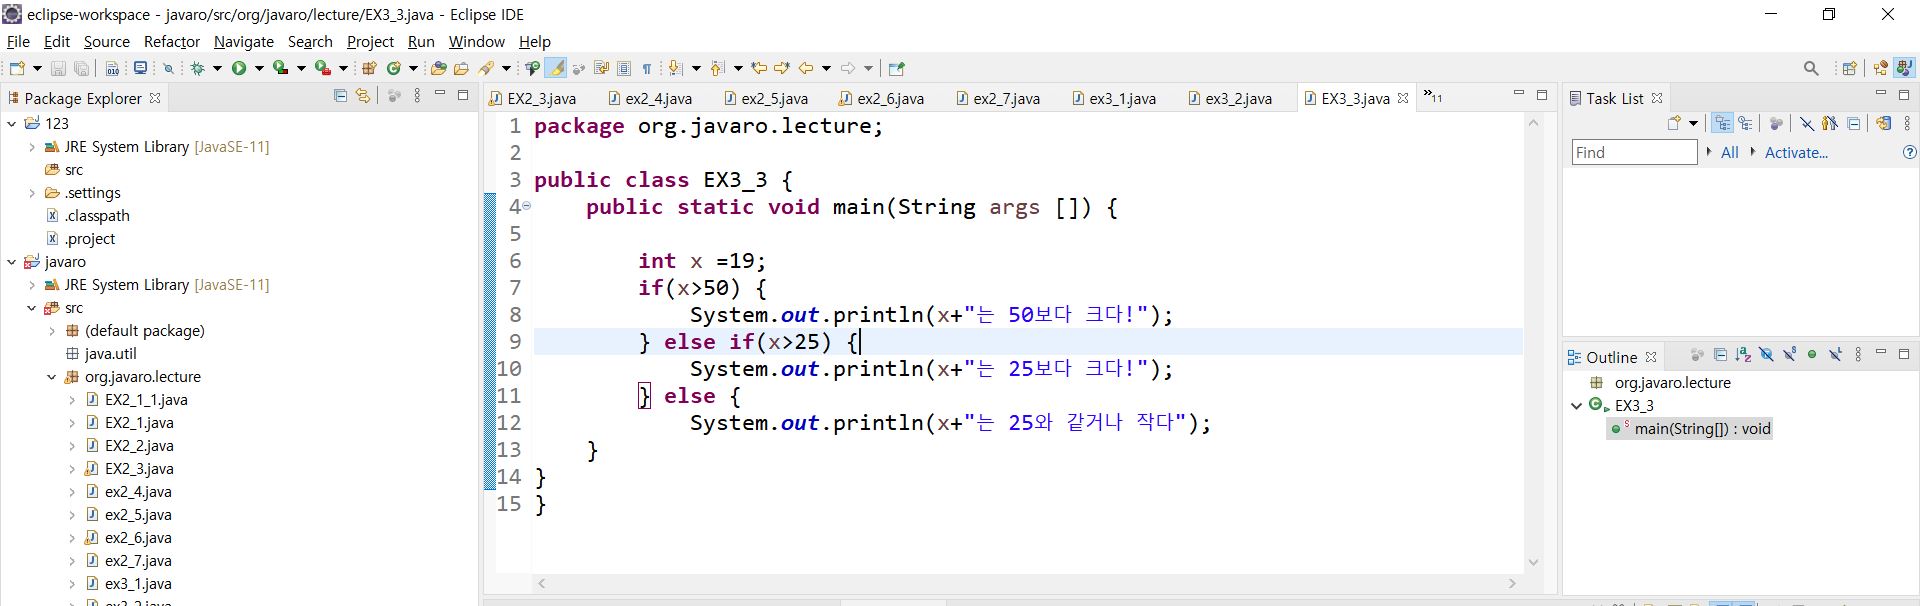 eclipse-workspace - javaro/src/org/javaro/lecture/EX3_3.java - Eclipse IDE
File Edit Source Refactor Navigate Search Project Run Window Help
Package Explorer
123
JRE System Library [JavaSE-11]
src
.settings
.classpath
.project
javaro
JRE System Library [JavaSE-11]
src
(default package)
java.util
org.javaro.lecture
EX2_1_1.java
EX2_1.java
EX2_2.java
EX2_3.java
ex2_4.java
ex2_5.java
ex2_6.java
ex2_7.java
ex3_1.java
EX2_3.java ex2_4.java ex2_5.java ex2_6.java ex2_7.java ex3_1.java ex3_2.java EX3_3.java »11
1 package org.javaro.lecture;
2
3 public class EX3_3 {
4 public static void main(String args []) {
5
6 int x =19;
7 if(x>50) {
8 System.out.println(x+"는 50보다 크다!");
9 } else if(x>25) {
10 System.out.println(x+"는 25보다 크다!");
11 } else {
12 System.out.println(x+"는 25와 같거나 작다");
13 }
14 }
15 }
Task List
Find All Activate...
Outline
org.javaro.lecture
EX3_3
main(String[]) : void